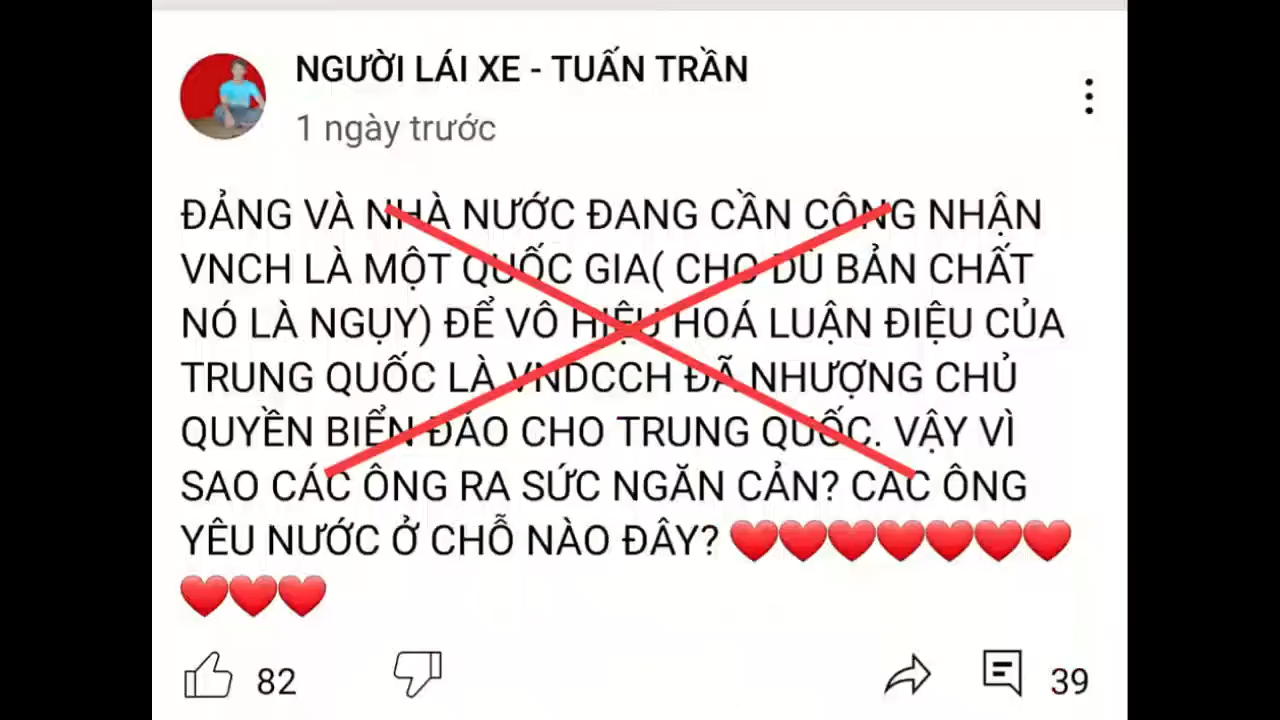 NGƯỜI LÁI XE - TUẤN TRẦN
1 ngày trước
ĐẢNG VÀ NHÀ NƯỚC ĐANG CẦN CÔNG NHẬN
VNCH LÀ MỘT QUỐC GIA( CHO DÙ BẢN CHẤT
NÓ LÀ NGỤY) ĐỂ VÔ HIỆU HOÁ LUẬN ĐIỆU CỦA
TRUNG QUỐC LÀ VNDCCH ĐÃ NHƯỢNG CHỦ
QUYỀN BIỂN ĐẢO CHO TRUNG QUỐC. VẬY VÌ
SAO CÁC ÔNG RA SỨC NGĂN CẢN? CÁC ÔNG
YÊU NƯỚC Ở CHỖ NÀO ĐÂY? ❤️❤️❤️❤️❤️❤️❤️
❤️❤️❤️
82
39